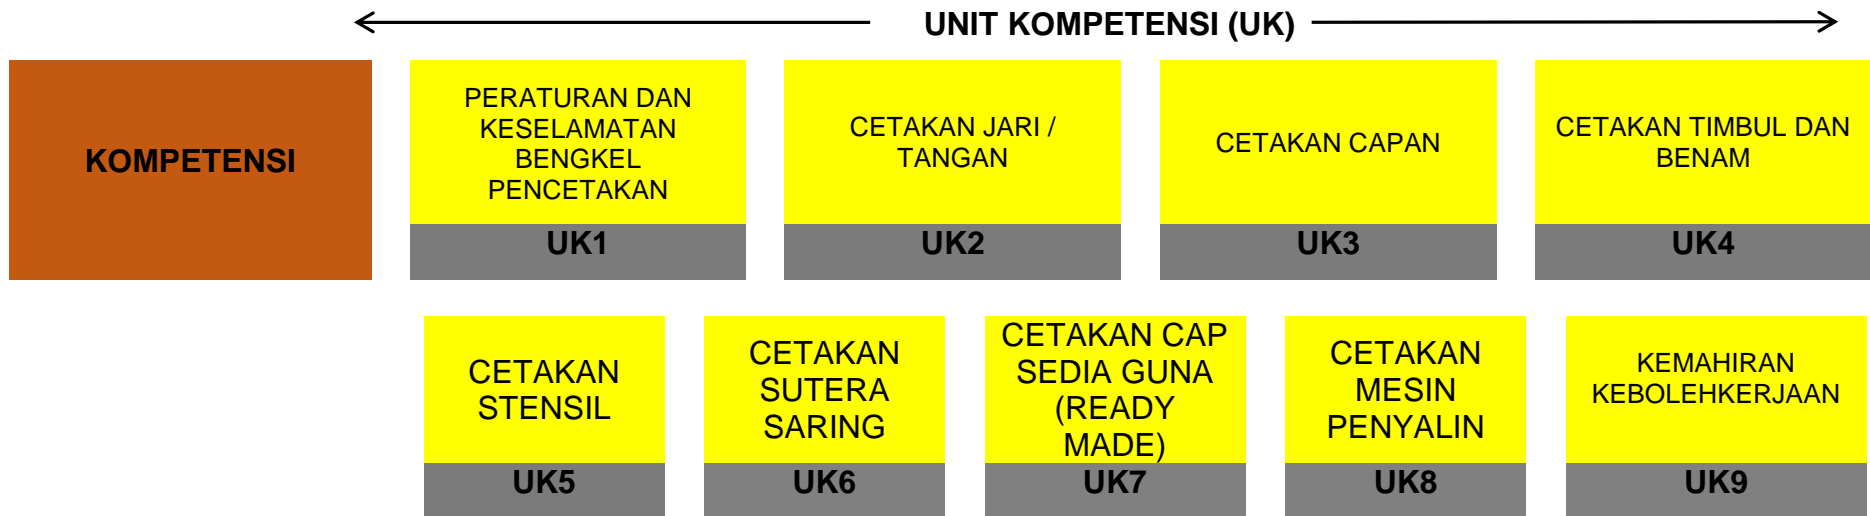 UNIT KOMPETENSI (UK)
KOMPETENSI
PERATURAN DAN
KESELAMATAN
BENGKEL
PENCETAKAN
UK1
CETAKAN JARI /
TANGAN
UK2
CETAKAN CAPAN
UK3
CETAKAN TIMBUL DAN
BENAM
UK4
CETAKAN
STENSIL
UK5
CETAKAN
SUTERA
SARING
UK6
CETAKAN CAP
SEDIA GUNA
(READY
MADE)
UK7
CETAKAN
MESIN
PENYALIN
UK8
KEMAHIRAN
KEBOLEHKERJAAN
UK9